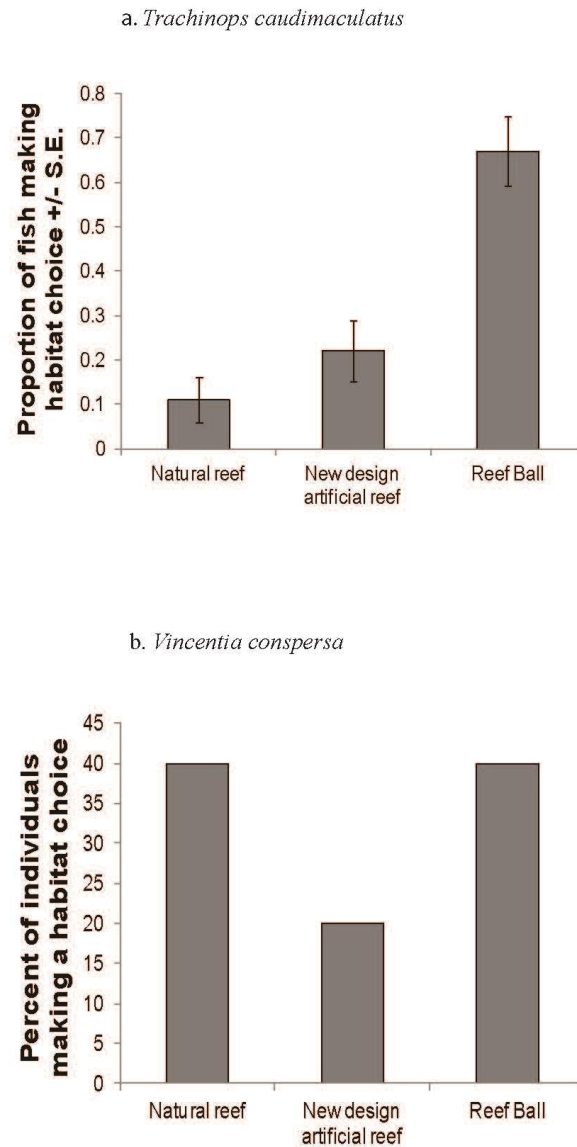 a. Trachinops caudimaculatus
Proportion of fish making
habitat choice +/- S.E.
0.8
0.7
0.6
0.5
0.4
0.3
0.2
0.1
0
Natural reef
New design
artificial reef
Reef Ball
b. Vincentia conspersa
Percent of individuals
making a habitat choice
45
40
35
30
25
20
15
10
5
0
Natural reef
New design
artificial reef
Reef Ball